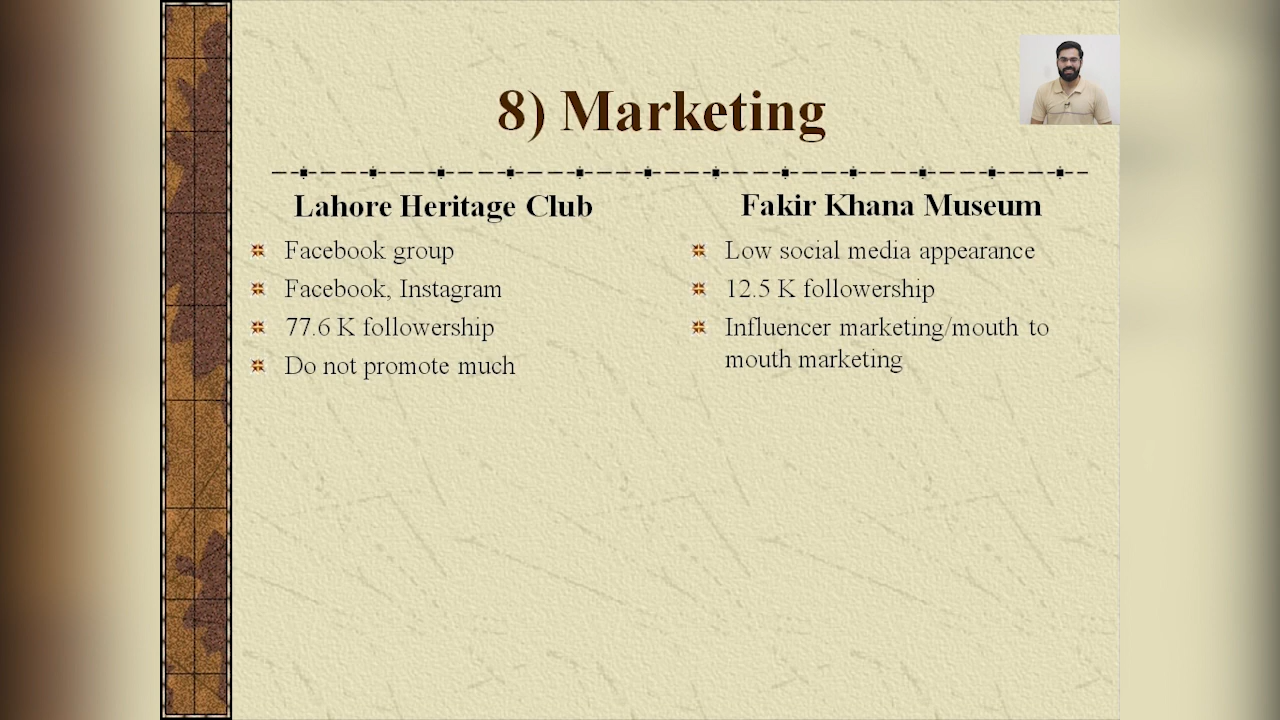 8) Marketing
Lahore Heritage Club
Facebook group
Facebook, Instagram
77.6 K followership
Do not promote much
Fakir Khana Museum
Low social media appearance
12.5 K followership
Influencer marketing/mouth to
mouth marketing